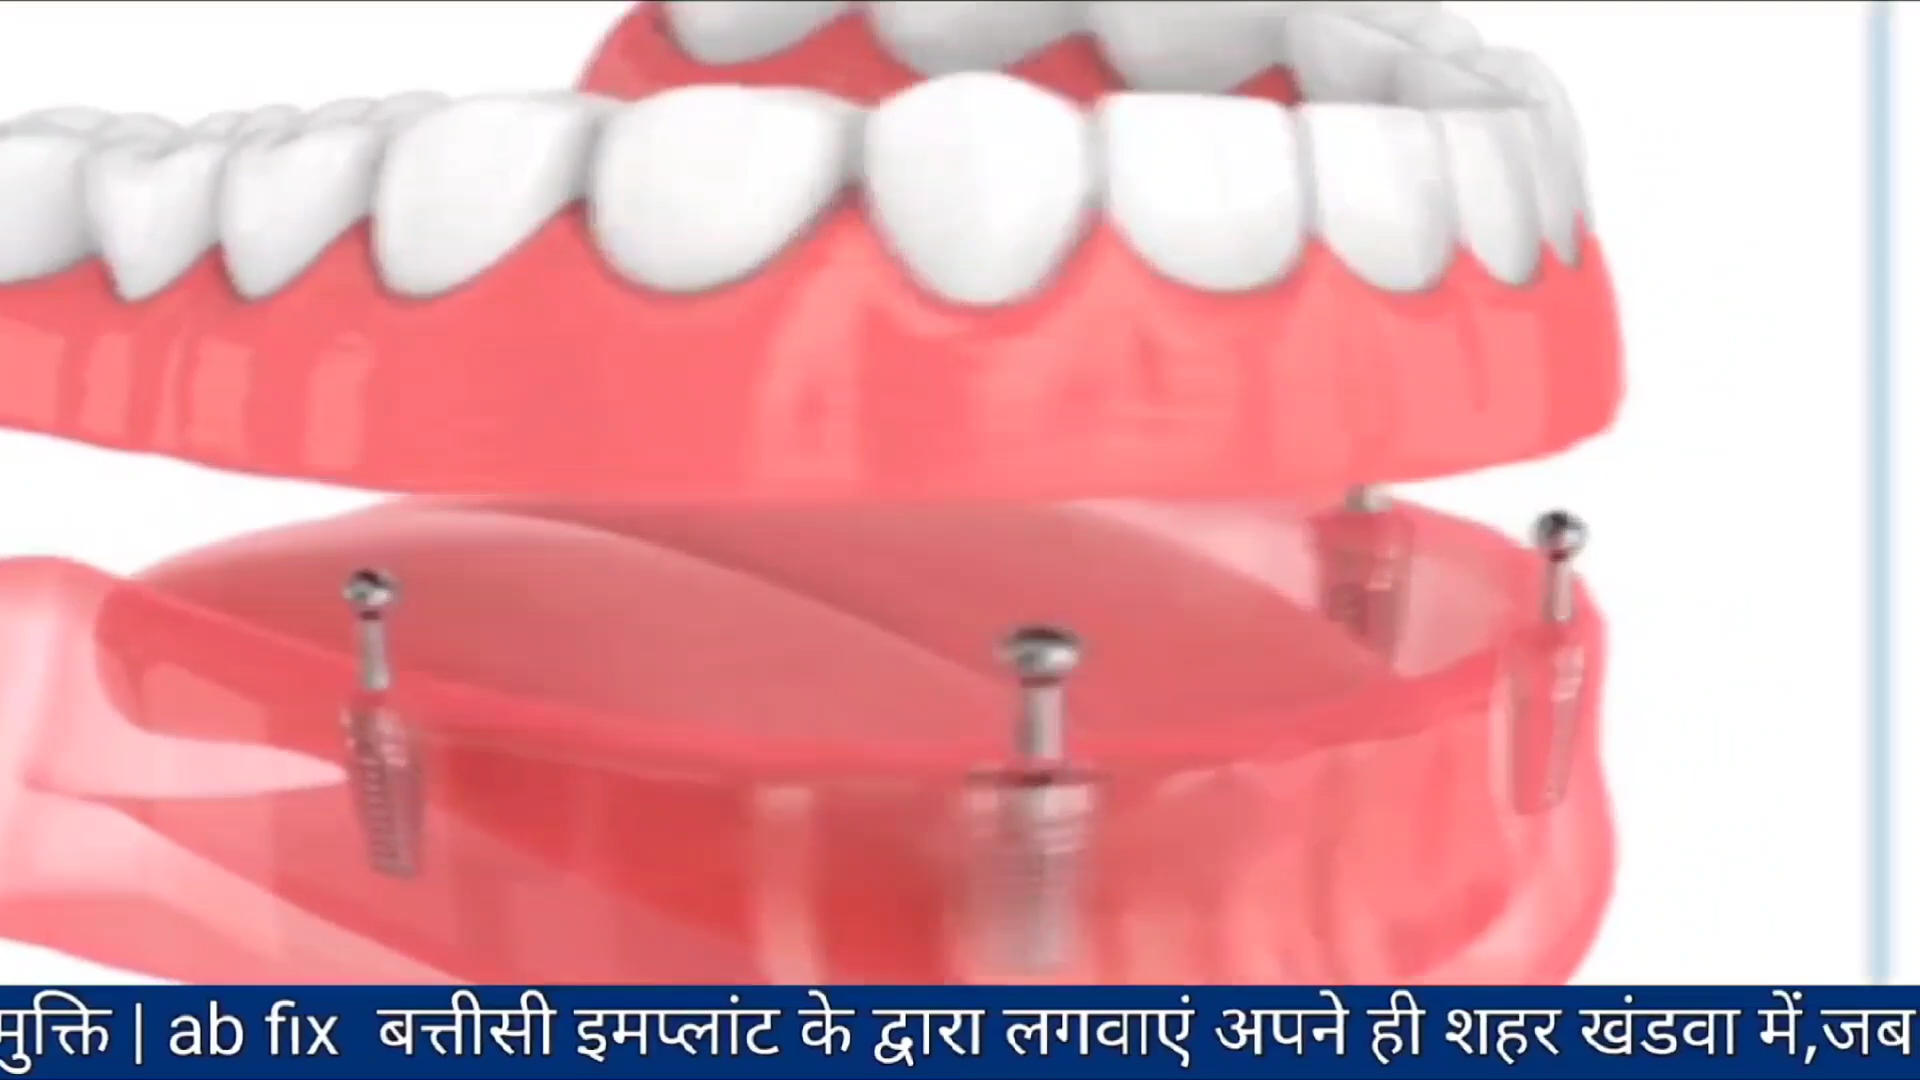 मुक्ति | ab fix बत्तीसी इमप्लांट के द्वारा लगवाएं अपने ही शहर खंडवा में,जब